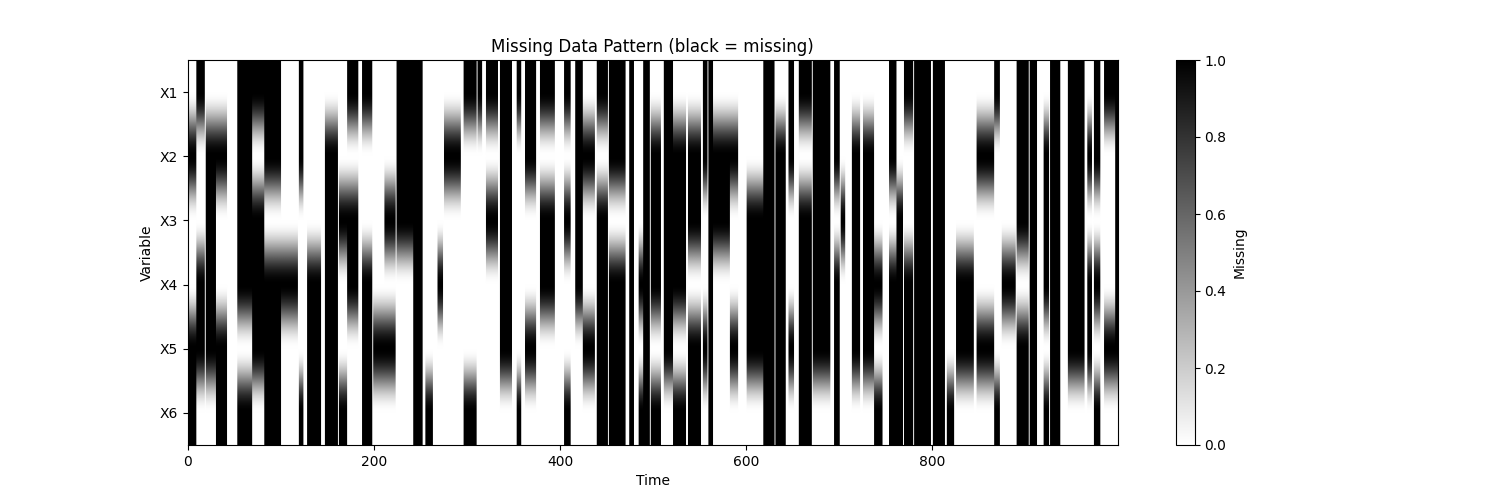 Missing Data Pattern (black = missing)
X1
X2
X3
X4
X5
X6
Variable
0
200
400
600
800
Time
1.0
0.8
0.6
0.4
0.2
0.0
Missing